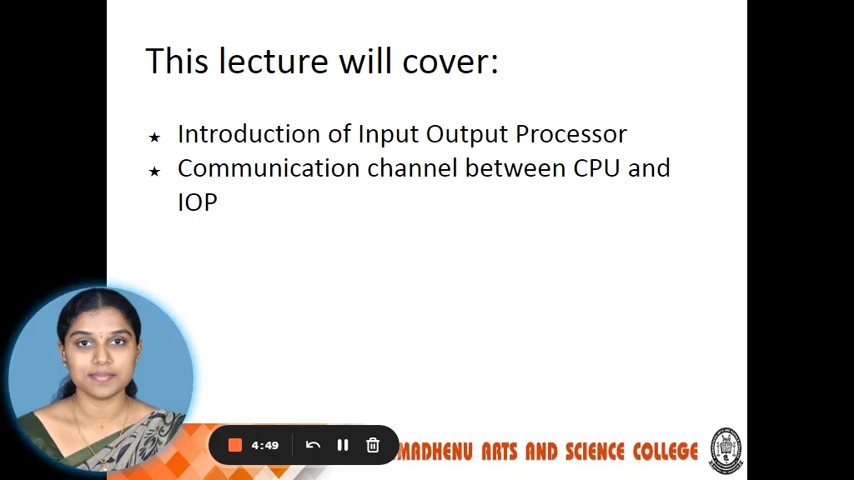 This lecture will cover:
★ Introduction of Input Output Processor
★ Communication channel between CPU and
IOP
4:49
MADHENU ARTS AND SCIENCE COLLEGE